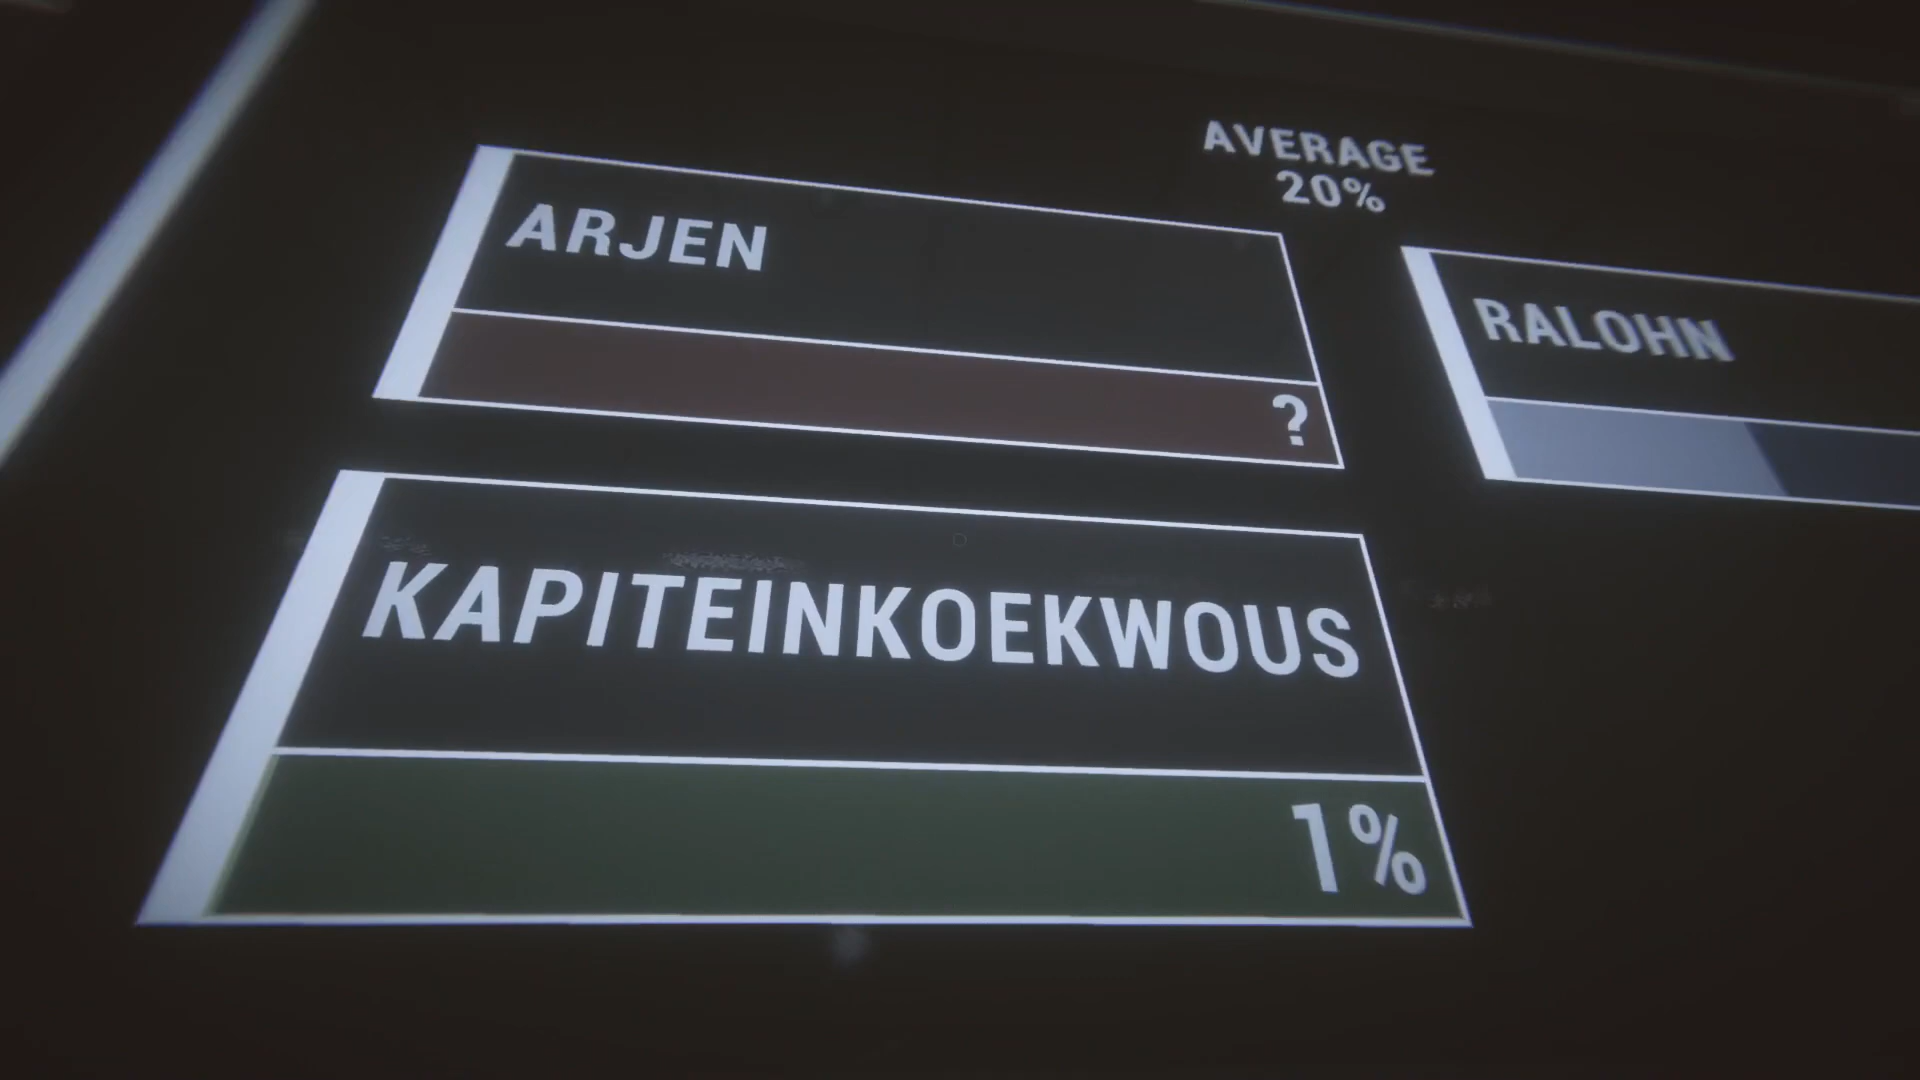 AVERAGE
20%
ARJEN
?
RALOHN
KAPITEINKOEKWOUS
1%